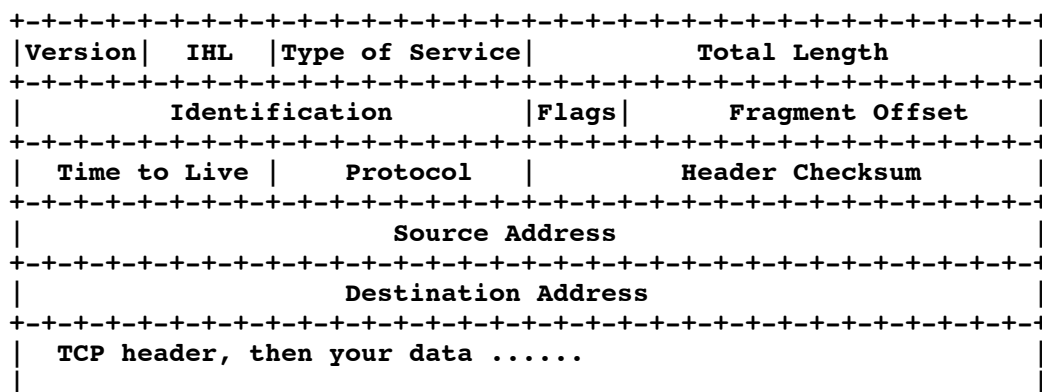 +-+-+-+-+-+-+-+-+-+-+-+-+-+-+-+-+-+-+-+-+-+-+-+-+-+-+-+-+-+-+-+-+-+
|Version|  IHL  |Type of Service|          Total Length         |
+-+-+-+-+-+-+-+-+-+-+-+-+-+-+-+-+-+-+-+-+-+-+-+-+-+-+-+-+-+-+-+-+-+
|         Identification        |Flags|      Fragment Offset    |
+-+-+-+-+-+-+-+-+-+-+-+-+-+-+-+-+-+-+-+-+-+-+-+-+-+-+-+-+-+-+-+-+-+
|  Time to Live |    Protocol   |         Header Checksum       |
+-+-+-+-+-+-+-+-+-+-+-+-+-+-+-+-+-+-+-+-+-+-+-+-+-+-+-+-+-+-+-+-+-+
|                       Source Address                          |
+-+-+-+-+-+-+-+-+-+-+-+-+-+-+-+-+-+-+-+-+-+-+-+-+-+-+-+-+-+-+-+-+-+
|                    Destination Address                        |
+-+-+-+-+-+-+-+-+-+-+-+-+-+-+-+-+-+-+-+-+-+-+-+-+-+-+-+-+-+-+-+-+-+
|  TCP header, then your data ......                            |
|                                                               |